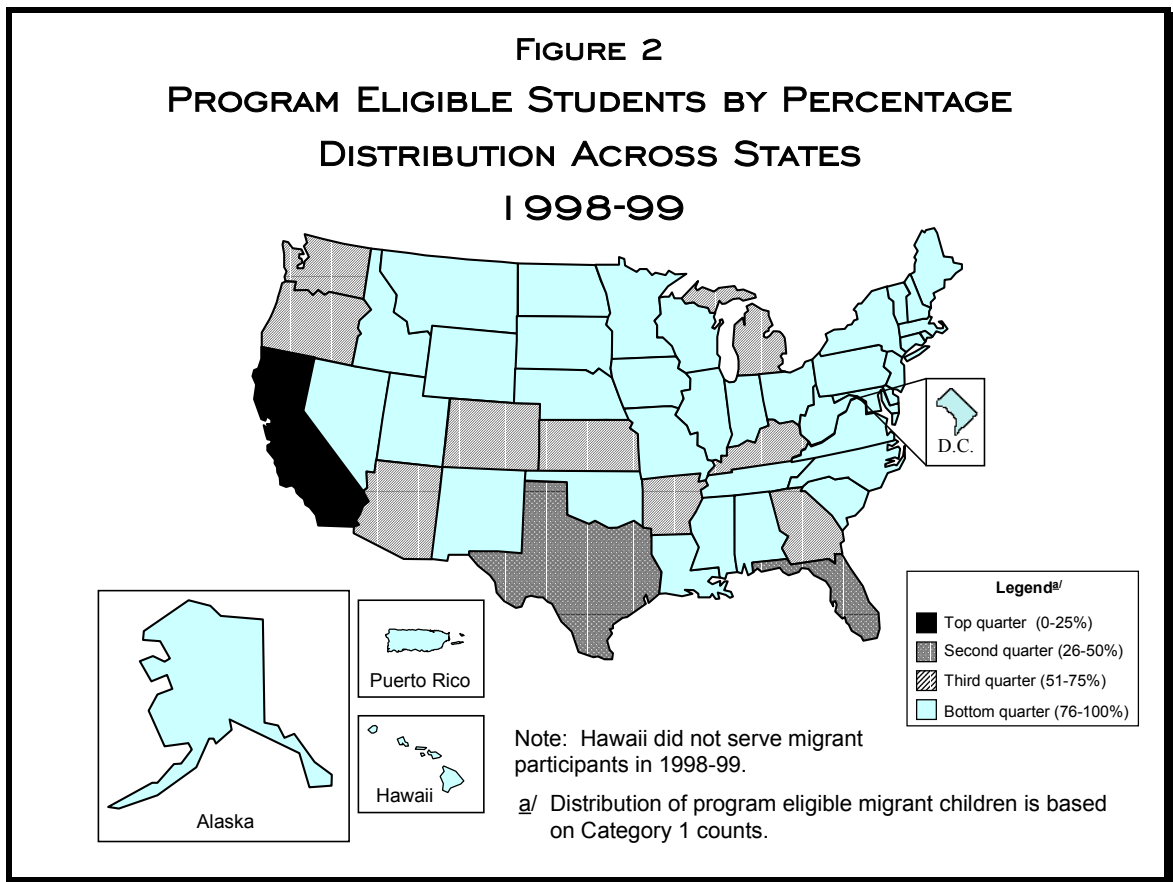 FIGURE 2
PROGRAM ELIGIBLE STUDENTS BY PERCENTAGE
DISTRIBUTION ACROSS STATES
1998-99
D.C.
Legend a/
Top quarter (0-25%)
Second quarter (26-50%)
Third quarter (51-75%)
Bottom quarter (76-100%)
Puerto Rico
Hawaii
Alaska
Note: Hawaii did not serve migrant
participants in 1998-99.
a/ Distribution of program eligible migrant children is based
on Category 1 counts.